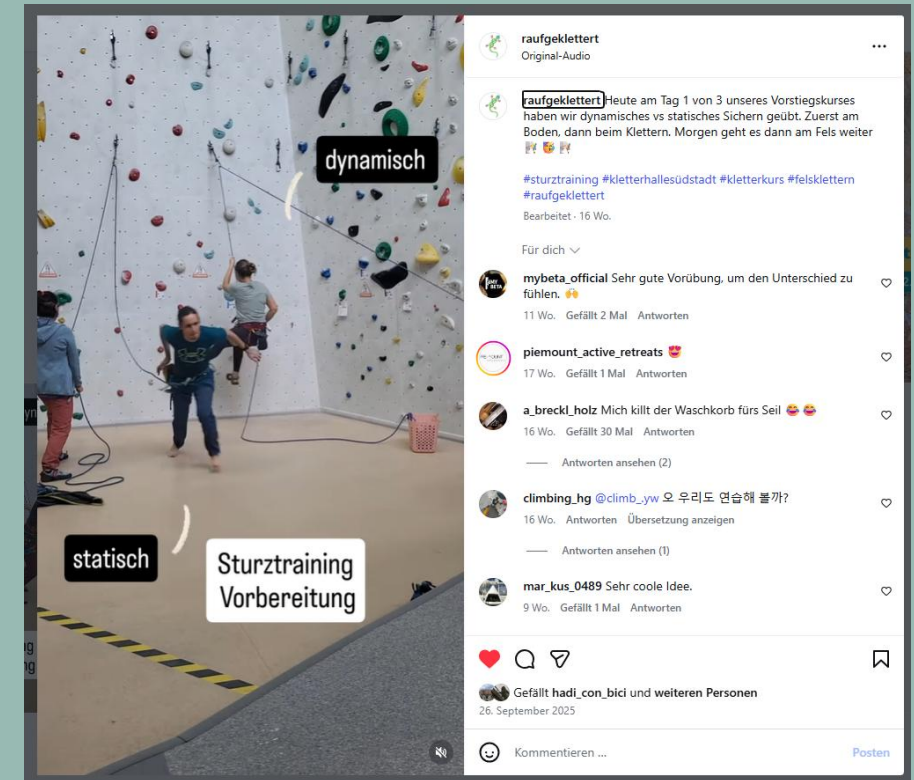 dynamisch
statisch
Sturztraining
Vorbereitung
raufgeklettert
Original-Audio
raufgeklettert Heute am Tag 1 von 3 unseres Vorstiegskurses
haben wir dynamisches vs statisches Sichern geübt. Zuerst am
Boden, dann beim Klettern. Morgen geht es dann am Fels weiter
#sturztraining #kletterhallesüdstadt #kletterkurs #felsklettern
#raufgeklettert
Bearbeitet · 16 Wo.
Für dich
mybeta_official Sehr gute Vorübung, um den Unterschied zu
fühlen. 🙌
11 Wo. Gefällt 2 Mal Antworten
piemount_active_retreats 😍
17 Wo. Gefällt 1 Mal Antworten
a_breckl_holz Mich killt der Waschkorb fürs Seil 😂 😂
16 Wo. Gefällt 30 Mal Antworten
Antworten ansehen (2)
climbing_hg @climb_.yw 오 우리도 연습해 볼까?
16 Wo. Antworten Übersetzung anzeigen
Antworten ansehen (1)
mar_kus_0489 Sehr coole Idee.
9 Wo. Gefällt 1 Mal Antworten
Gefällt hadi_con_bici und weiteren Personen
26. September 2025
Kommentieren ...
Posten